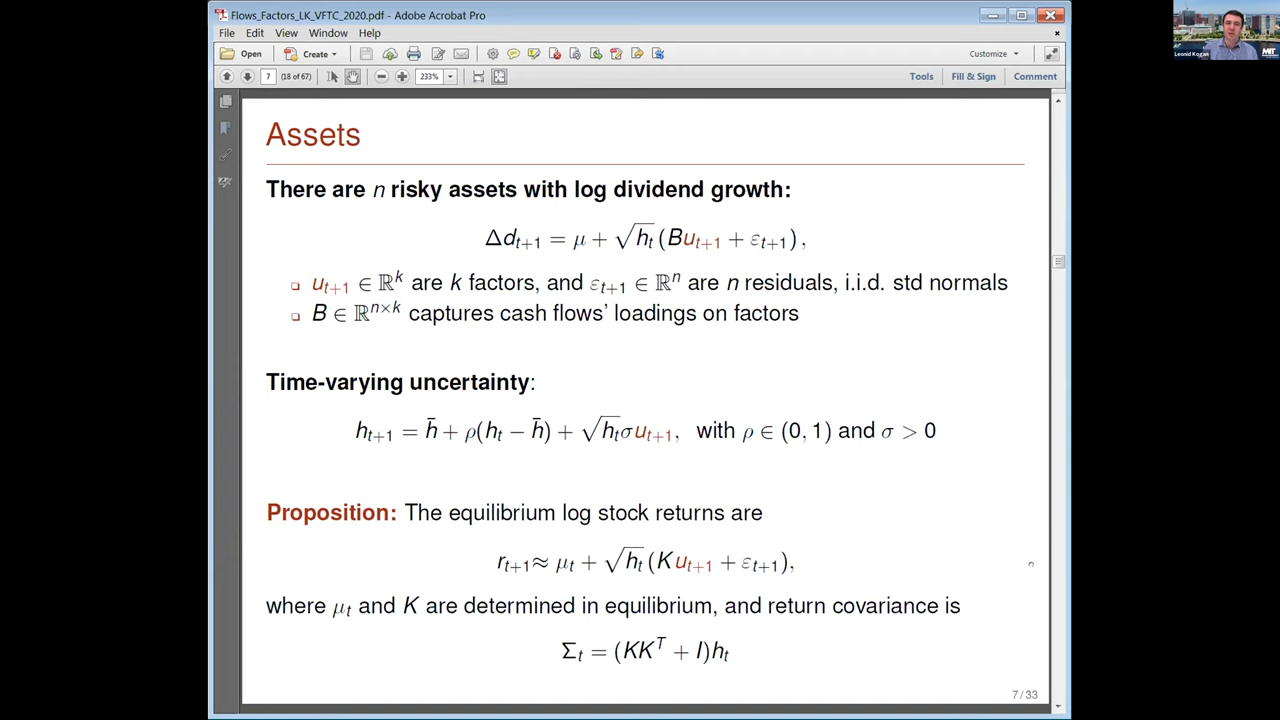 Flows_Factors_LK_VFTC_2020.pdf - Adobe Acrobat Pro
File Edit View Window Help
Open Create Customize
7 (18 of 67) 233% Tools Fill & Sign Comment
Leonid Kogan
MIT
Assets
There are n risky assets with log dividend growth:
Δd_{t+1} = μ + √h_t (Bu_{t+1} + ε_{t+1}),
u_{t+1} ∈ ℝ^k are k factors, and ε_{t+1} ∈ ℝ^n are n residuals, i.i.d. std normals
B ∈ ℝ^{n×k} captures cash flows' loadings on factors
Time-varying uncertainty:
h_{t+1} = h̄ + ρ(h_t − h̄) + √h_t σu_{t+1}, with ρ ∈ (0, 1) and σ > 0
Proposition: The equilibrium log stock returns are
r_{t+1} ≈ μ_t + √h_t (Ku_{t+1} + ε_{t+1}),
where μ_t and K are determined in equilibrium, and return covariance is
Σ_t = (KK^T + I)h_t
7 / 33